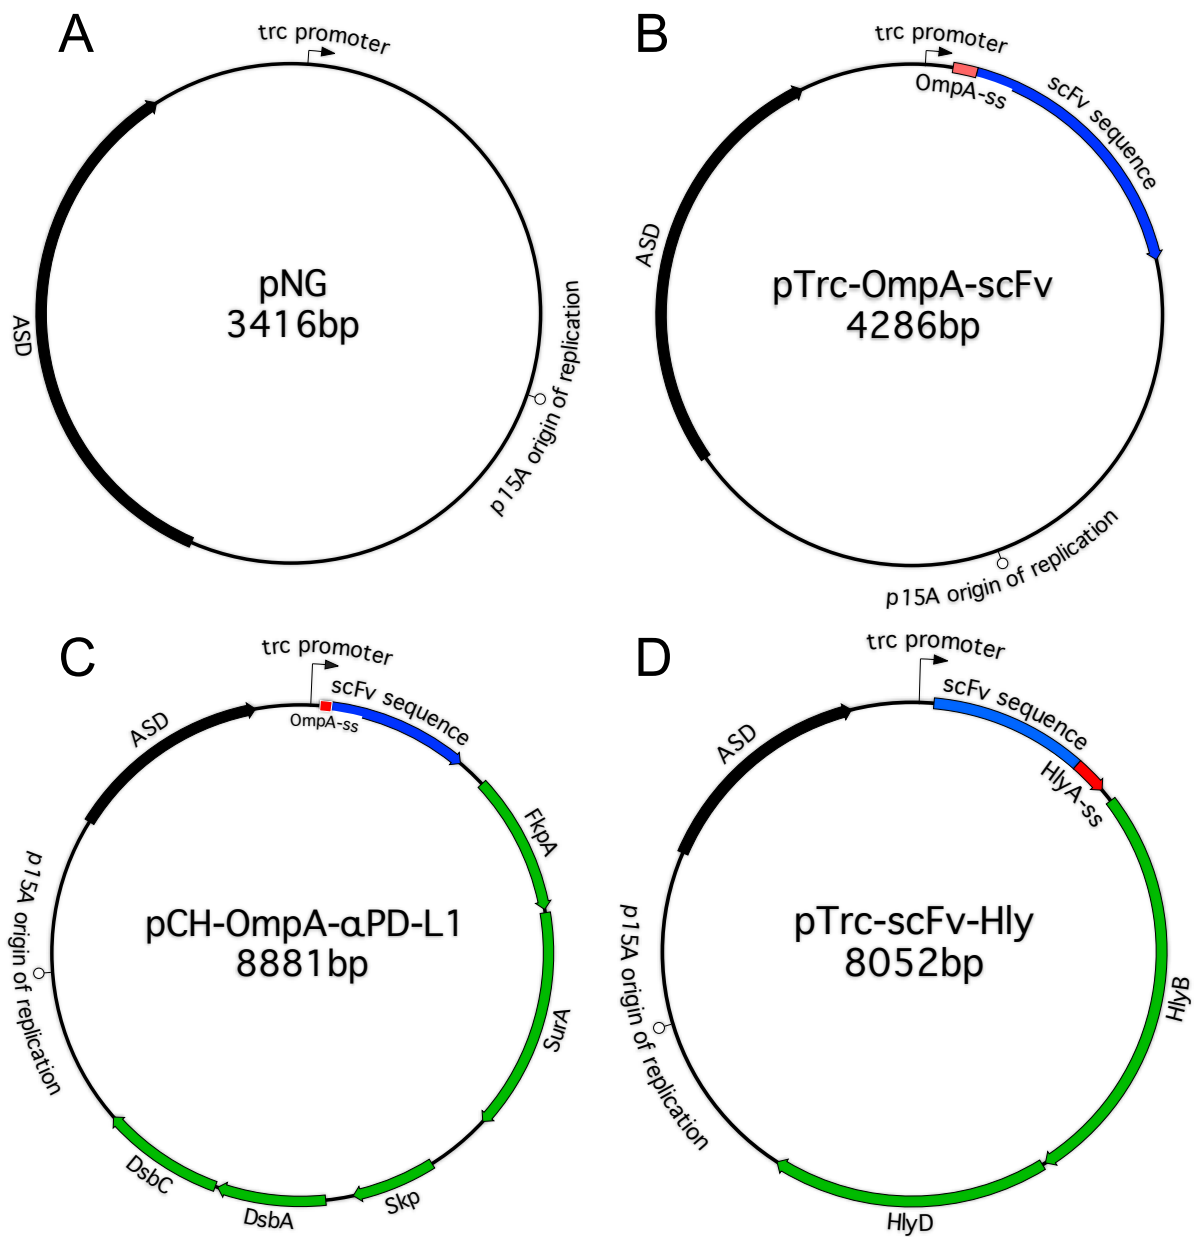 A
trc promoter
ASD
pNG
3416bp
p15A origin of replication
B
trc promoter
OmpA-ss
scFv sequence
ASD
pTrc-OmpA-scFv
4286bp
p15A origin of replication
C
trc promoter
scFv sequence
OmpA-ss
ASD
FkpA
p15A origin of replication
pCH-OmpA-αPD-L1
8881bp
SurA
DsbC
Skp
DsbA
D
trc promoter
scFv sequence
ASD
HlyA-ss
p15A origin of replication
pTrc-scFv-Hly
8052bp
HlyB
HlyD